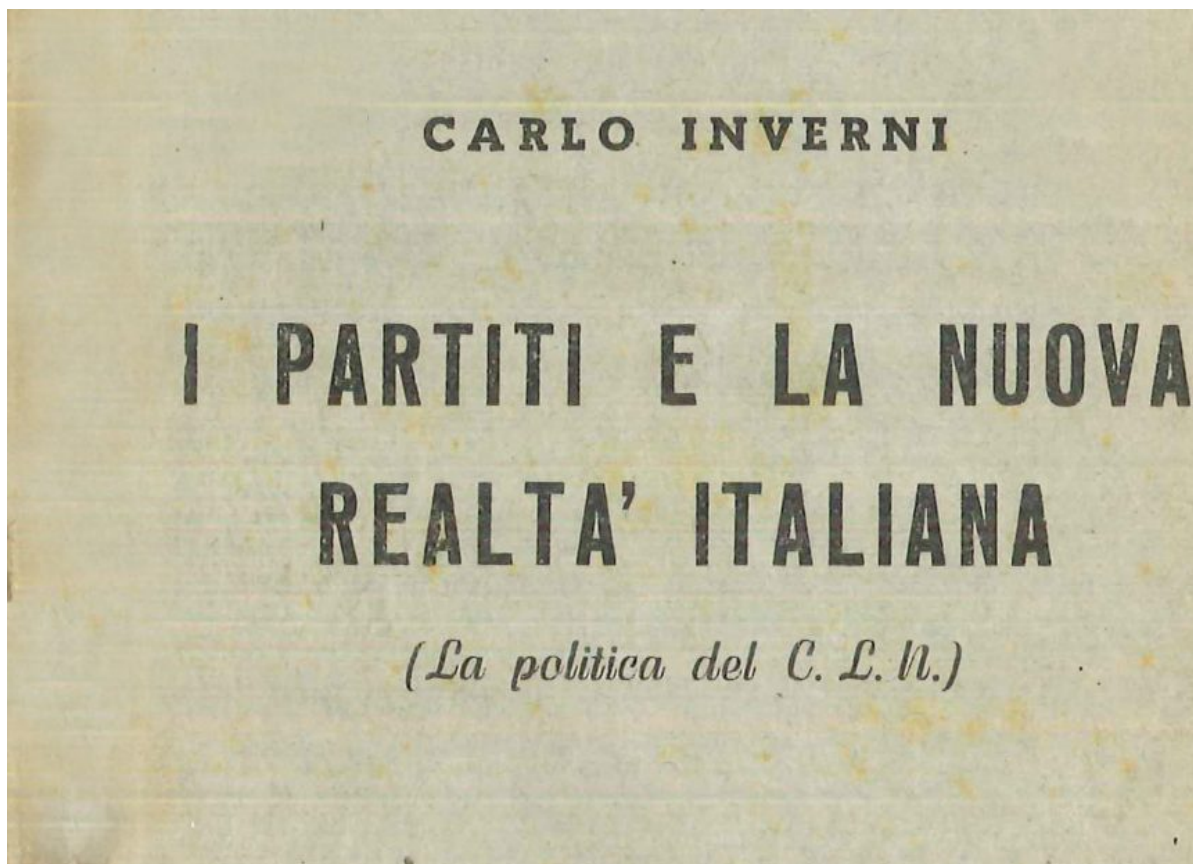 CARLO INVERNI
I PARTITI E LA NUOVA
REALTA' ITALIANA
(La politica del C. L. N.)